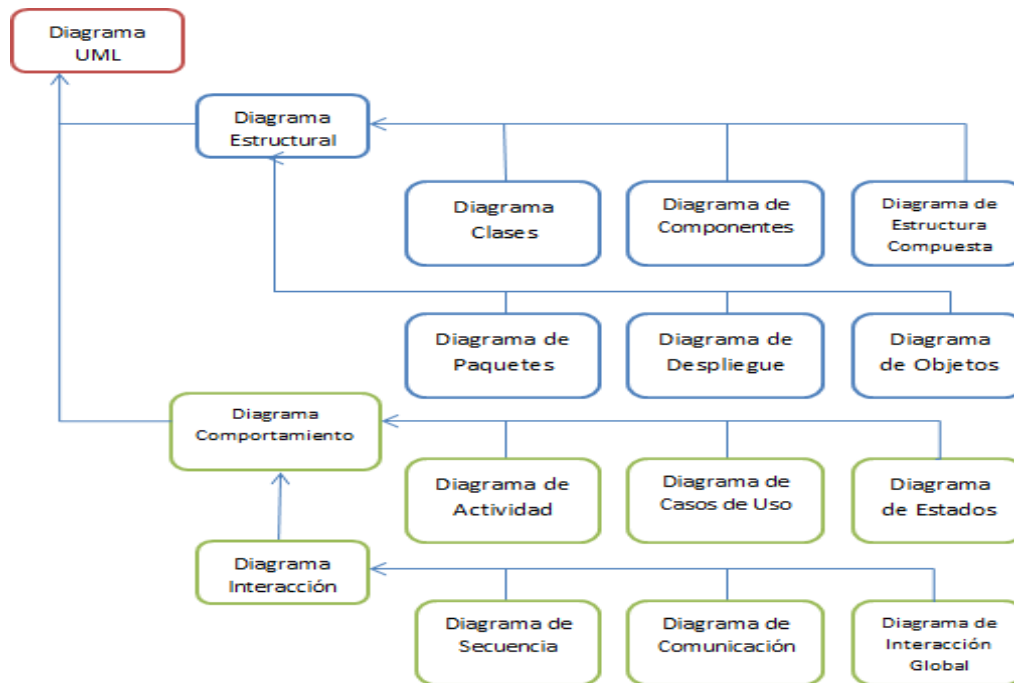 Diagrama
UML
Diagrama
Estructural
Diagrama
Clases
Diagrama de
Componentes
Diagrama de
Estructura
Compuesta
Diagrama de
Paquetes
Diagrama de
Despliegue
Diagrama
de Objetos
Diagrama
Comportamiento
Diagrama de
Actividad
Diagrama de
Casos de Uso
Diagrama
de Estados
Diagrama
Interacción
Diagrama de
Secuencia
Diagrama de
Comunicación
Diagrama de
Interacción
Global